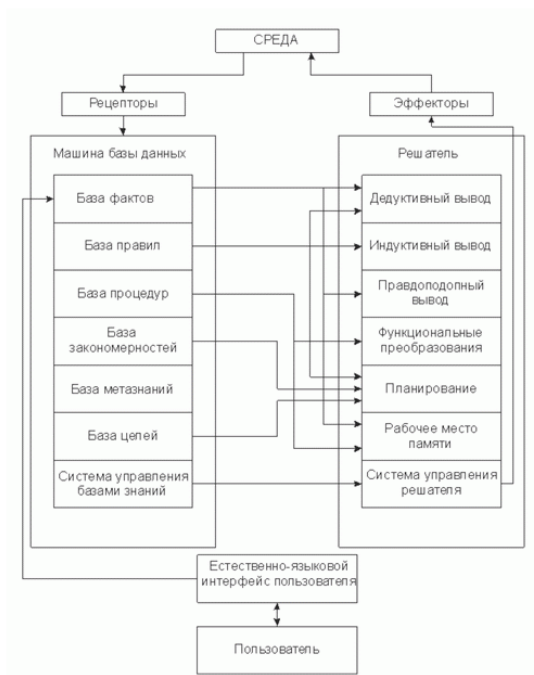 СРЕДА
Рецепторы
Эффекторы
Машина базы данных
База фактов
База правил
База процедур
База
закономерностей
База метазнаний
База целей
Система управления
базами знаний
Решатель
Дедуктивный вывод
Индуктивный вывод
Правдоподопный
вывод
Функциональные
преобразования
Планирование
Рабочее место
памяти
Система управления
решателя
Естественно-языковой
интерфейс пользователя
Пользователь